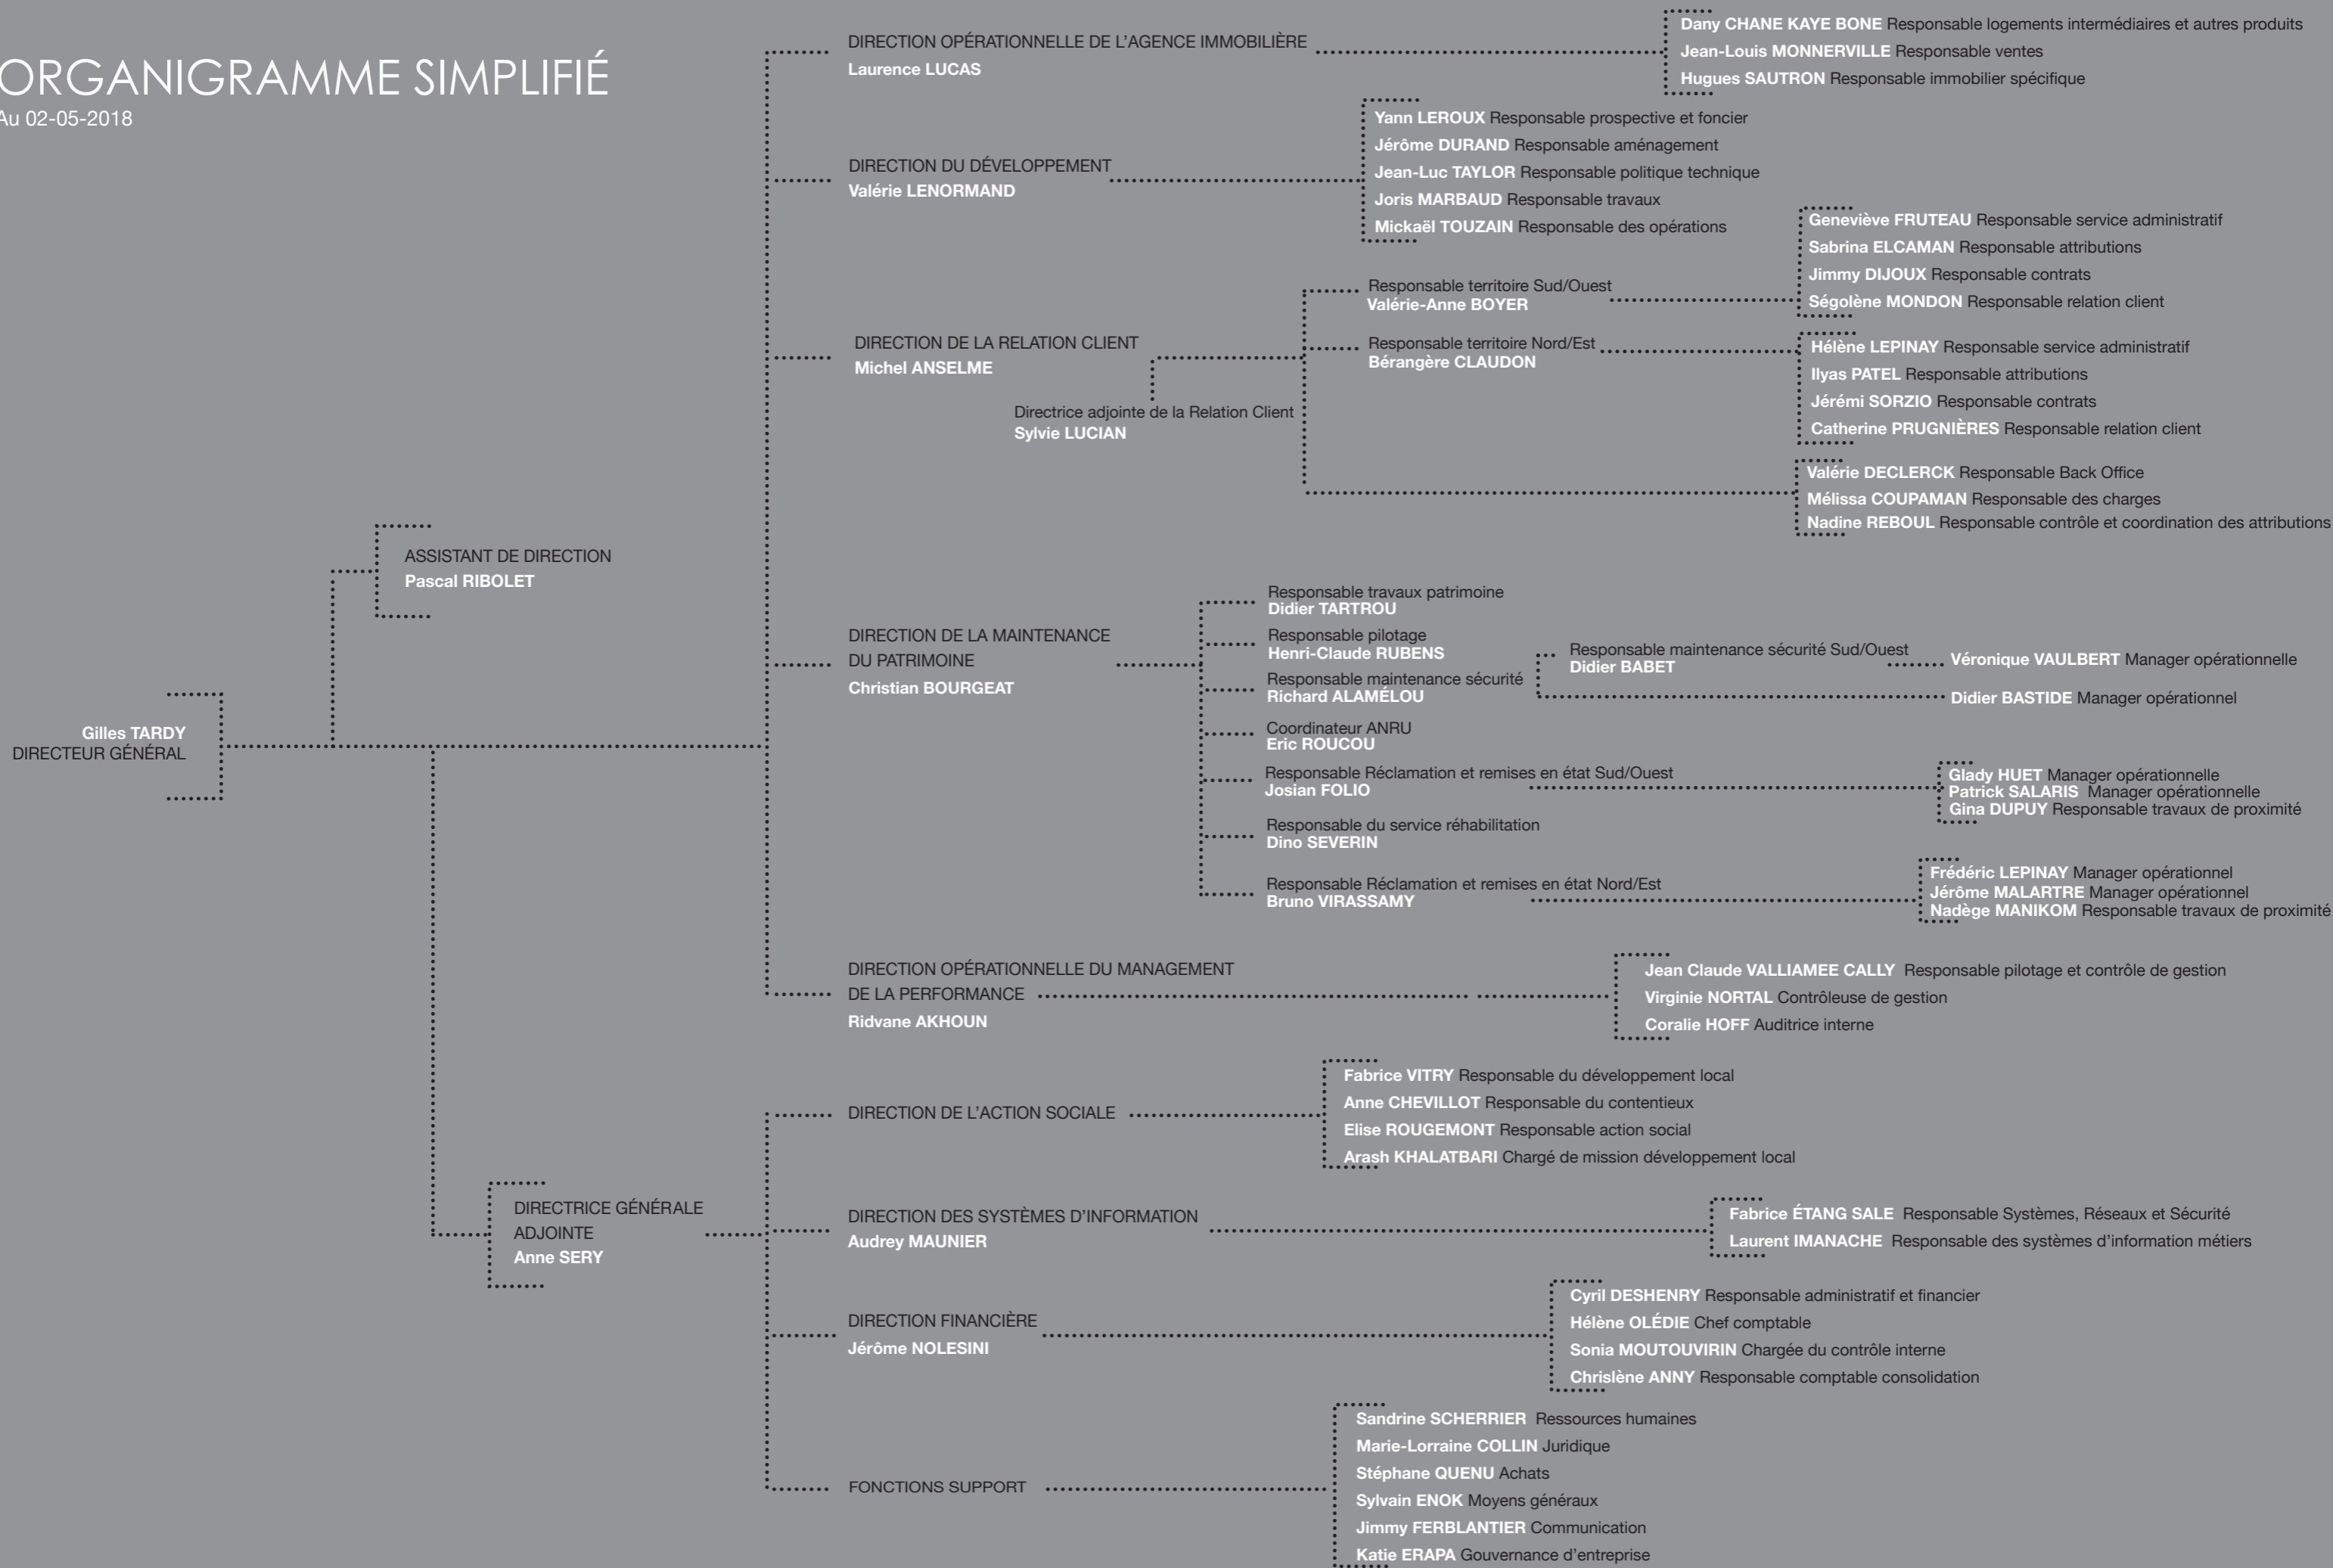 ORGANIGRAMME SIMPLIFIÉ
Au 02-05-2018
Gilles TARDY
DIRECTEUR GÉNÉRAL
ASSISTANT DE DIRECTION
Pascal RIBOLET
DIRECTION OPÉRATIONNELLE DE L'AGENCE IMMOBILIÈRE
Laurence LUCAS
Dany CHANE KAYE BONE Responsable logements intermédiaires et autres produits
Jean-Louis MONNERVILLE Responsable ventes
Hugues SAUTRON Responsable immobilier spécifique
DIRECTION DU DÉVELOPPEMENT
Valérie LENORMAND
Yann LEROUX Responsable prospective et foncier
Jérôme DURAND Responsable aménagement
Jean-Luc TAYLOR Responsable politique technique
Joris MARBAUD Responsable travaux
Mickaël TOUZAIN Responsable des opérations
DIRECTION DE LA RELATION CLIENT
Michel ANSELME
Directrice adjointe de la Relation Client
Sylvie LUCIAN
Responsable territoire Sud/Ouest
Valérie-Anne BOYER
Geneviève FRUTEAU Responsable service administratif
Sabrina ELCAMAN Responsable attributions
Jimmy DIJOUX Responsable contrats
Ségolène MONDON Responsable relation client
Responsable territoire Nord/Est
Bérangère CLAUDON
Hélène LEPINAY Responsable service administratif
Ilyas PATEL Responsable attributions
Jérémi SORZIO Responsable contrats
Catherine PRUGNIÈRES Responsable relation client
Valérie DECLERCK Responsable Back Office
Mélissa COUPAMAN Responsable des charges
Nadine REBOUL Responsable contrôle et coordination des attributions
DIRECTION DE LA MAINTENANCE
DU PATRIMOINE
Christian BOURGEAT
Responsable travaux patrimoine
Didier TARTROU
Responsable pilotage
Henri-Claude RUBENS
Responsable maintenance sécurité
Richard ALAMÉLOU
Responsable maintenance sécurité Sud/Ouest
Didier BABET
Véronique VAULBERT Manager opérationnelle
Didier BASTIDE Manager opérationnel
Coordinateur ANRU
Eric ROUCOU
Responsable Réclamation et remises en état Sud/Ouest
Josian FOLIO
Glady HUET Manager opérationnelle
Patrick SALARIS Manager opérationnelle
Gina DUPUY Responsable travaux de proximité
Responsable du service réhabilitation
Dino SEVERIN
Responsable Réclamation et remises en état Nord/Est
Bruno VIRASSAMY
Frédéric LEPINAY Manager opérationnel
Jérôme MALARTRE Manager opérationnel
Nadège MANIKOM Responsable travaux de proximité
DIRECTION OPÉRATIONNELLE DU MANAGEMENT
DE LA PERFORMANCE
Ridvane AKHOUN
Jean Claude VALLIAMEE CALLY Responsable pilotage et contrôle de gestion
Virginie NORTAL Contrôleuse de gestion
Coralie HOFF Auditrice interne
DIRECTRICE GÉNÉRALE
ADJOINTE
Anne SERY
DIRECTION DE L'ACTION SOCIALE
Fabrice VITRY Responsable du développement local
Anne CHEVILLOT Responsable du contentieux
Elise ROUGEMONT Responsable action social
Arash KHALATBARI Chargé de mission développement local
DIRECTION DES SYSTÈMES D'INFORMATION
Audrey MAUNIER
Fabrice ÉTANG SALE Responsable Systèmes, Réseaux et Sécurité
Laurent IMANACHE Responsable des systèmes d'information métiers
DIRECTION FINANCIÈRE
Jérôme NOLESINI
Cyril DESHENRY Responsable administratif et financier
Hélène OLÉDIE Chef comptable
Sonia MOUTOUVIRIN Chargée du contrôle interne
Chrislène ANNY Responsable comptable consolidation
FONCTIONS SUPPORT
Sandrine SCHERRIER Ressources humaines
Marie-Lorraine COLLIN Juridique
Stéphane QUENU Achats
Sylvain ENOK Moyens généraux
Jimmy FERBLANTIER Communication
Katie ERAPA Gouvernance d'entreprise